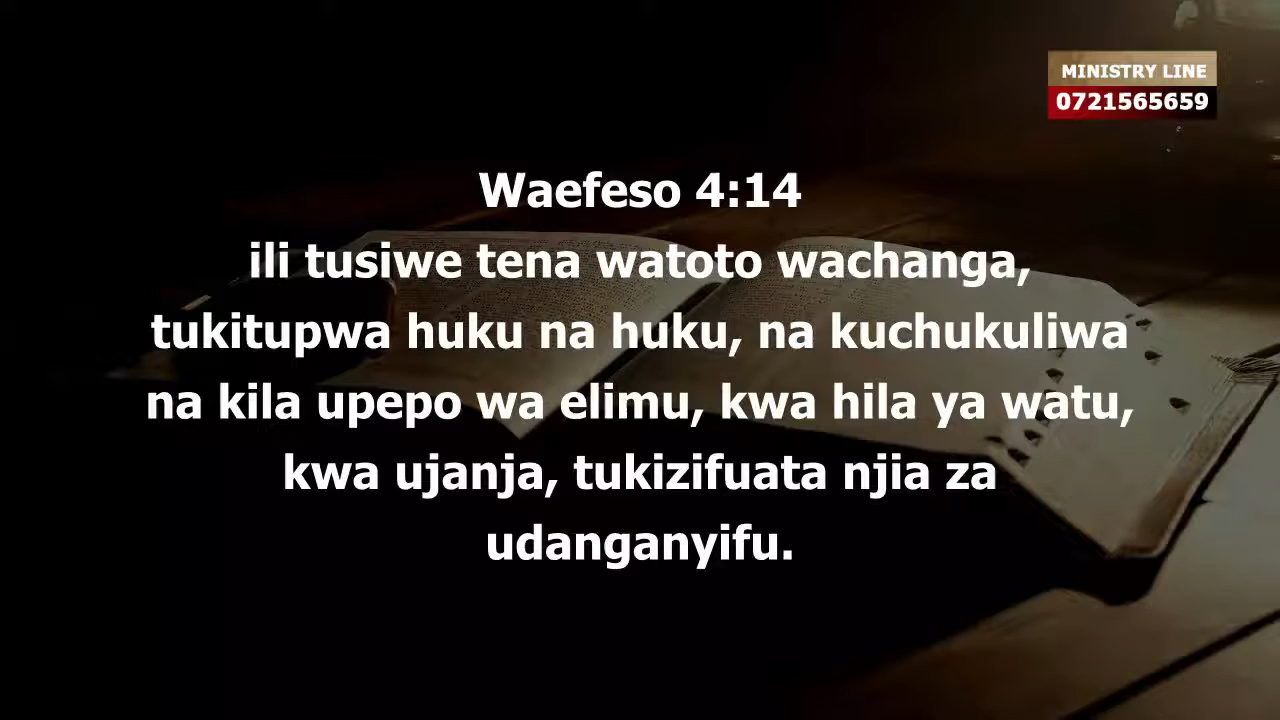 MINISTRY LINE
0721565659
Waefeso 4:14
ili tusiwe tena watoto wachanga,
tukitupwa huku na huku, na kuchukuliwa
na kila upepo wa elimu, kwa hila ya watu,
kwa ujanja, tukizifuata njia za
udanganyifu.